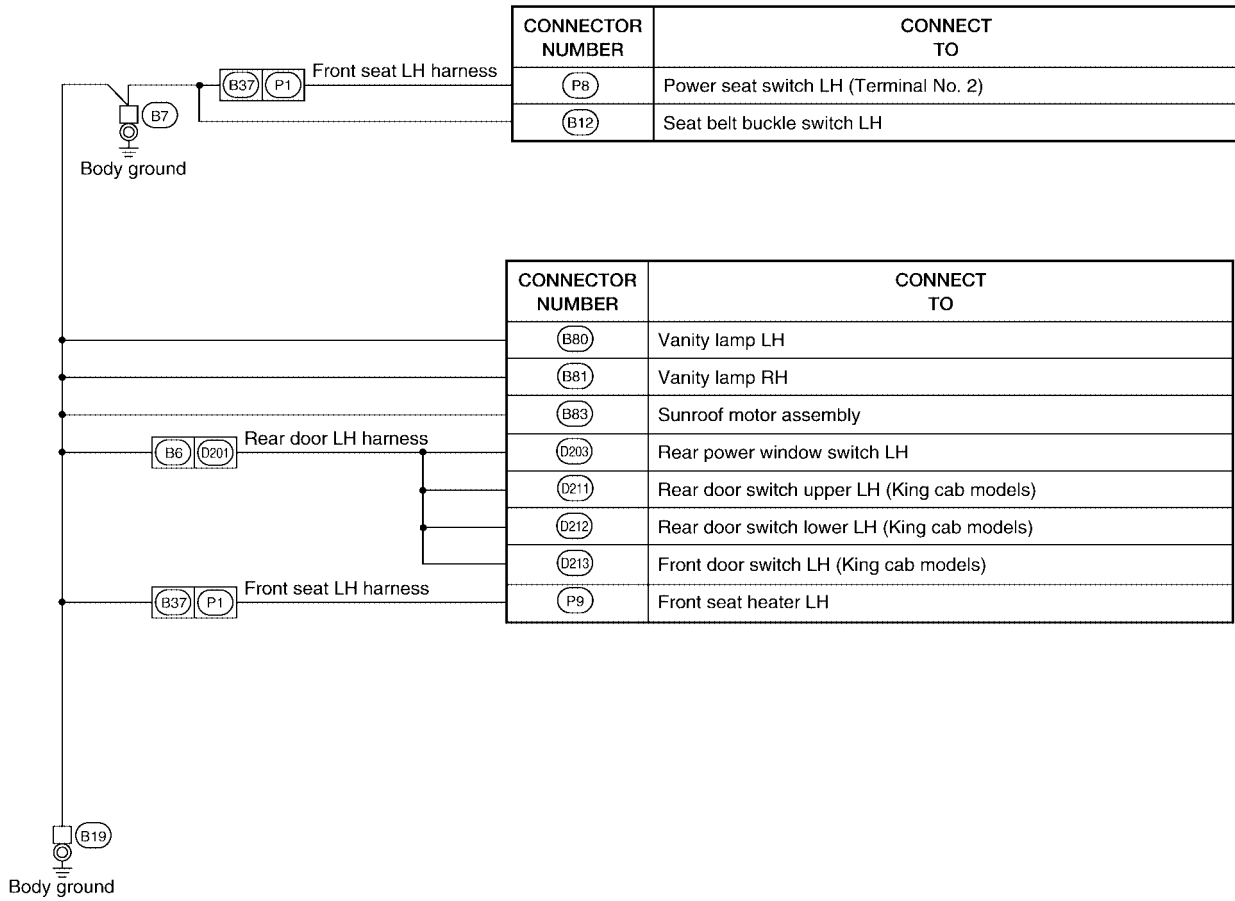 CONNECTOR NUMBER CONNECT TO
Front seat LH harness
B37 P1
P8 Power seat switch LH (Terminal No. 2)
B7
B12 Seat belt buckle switch LH
Body ground
CONNECTOR NUMBER CONNECT TO
B80 Vanity lamp LH
B81 Vanity lamp RH
B83 Sunroof motor assembly
Rear door LH harness
B6 D201
D203 Rear power window switch LH
D211 Rear door switch upper LH (King cab models)
D212 Rear door switch lower LH (King cab models)
D213 Front door switch LH (King cab models)
Front seat LH harness
B37 P1
P9 Front seat heater LH
B19
Body ground